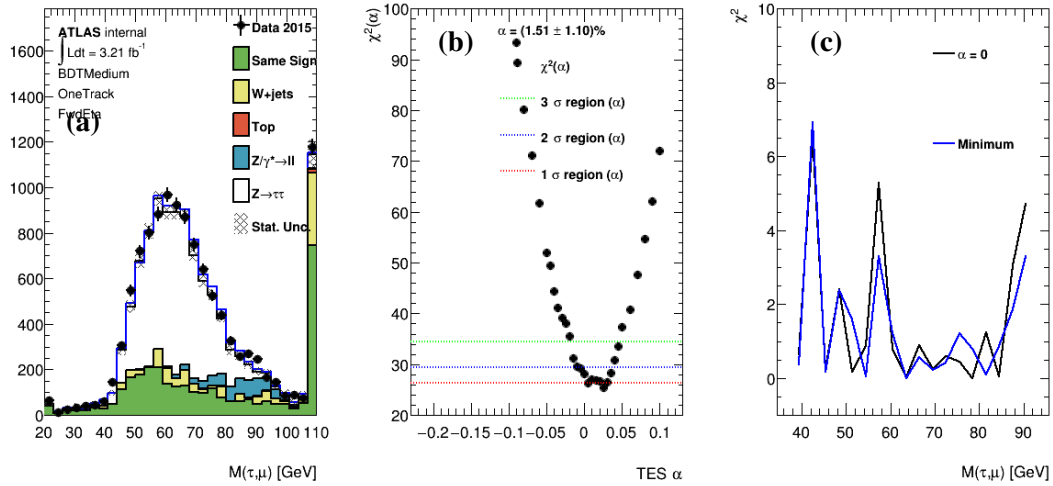 ATLAS internal
∫ Ldt = 3.21 fb⁻¹
BDTMedium
OneTrack
FwdEta
(a)
Data 2015
Same Sign
W+jets
Top
Z/γ*→ll
Z→ττ
Stat. Unc.
1600
1400
1200
1000
800
600
400
200
0
20 30 40 50 60 70 80 90 100 110
M(τ,μ) [GeV]
χ²(α)
(b)
α = (1.51 ± 1.10)%
χ²(α)
3 σ region (α)
2 σ region (α)
1 σ region (α)
100
90
80
70
60
50
40
30
20
−0.2 −0.15 −0.1 −0.05 0 0.05 0.1
TES α
χ²
(c)
α = 0
Minimum
10
8
6
4
2
0
40 50 60 70 80 90
M(τ,μ) [GeV]